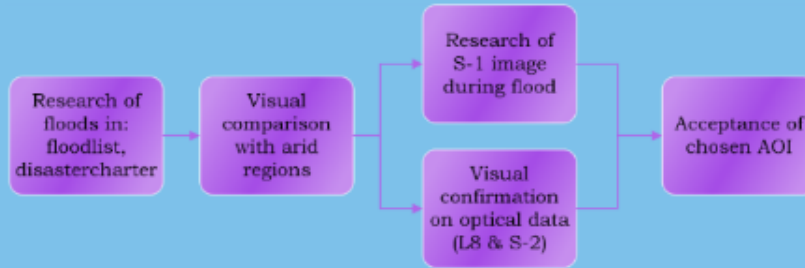 Research of
floods in:
floodlist,
disastercharter
Visual
comparison
with arid
regions
Research of
S-1 image
during flood
Visual
confirmation
on optical data
(L8 & S-2)
Acceptance of
chosen AOI